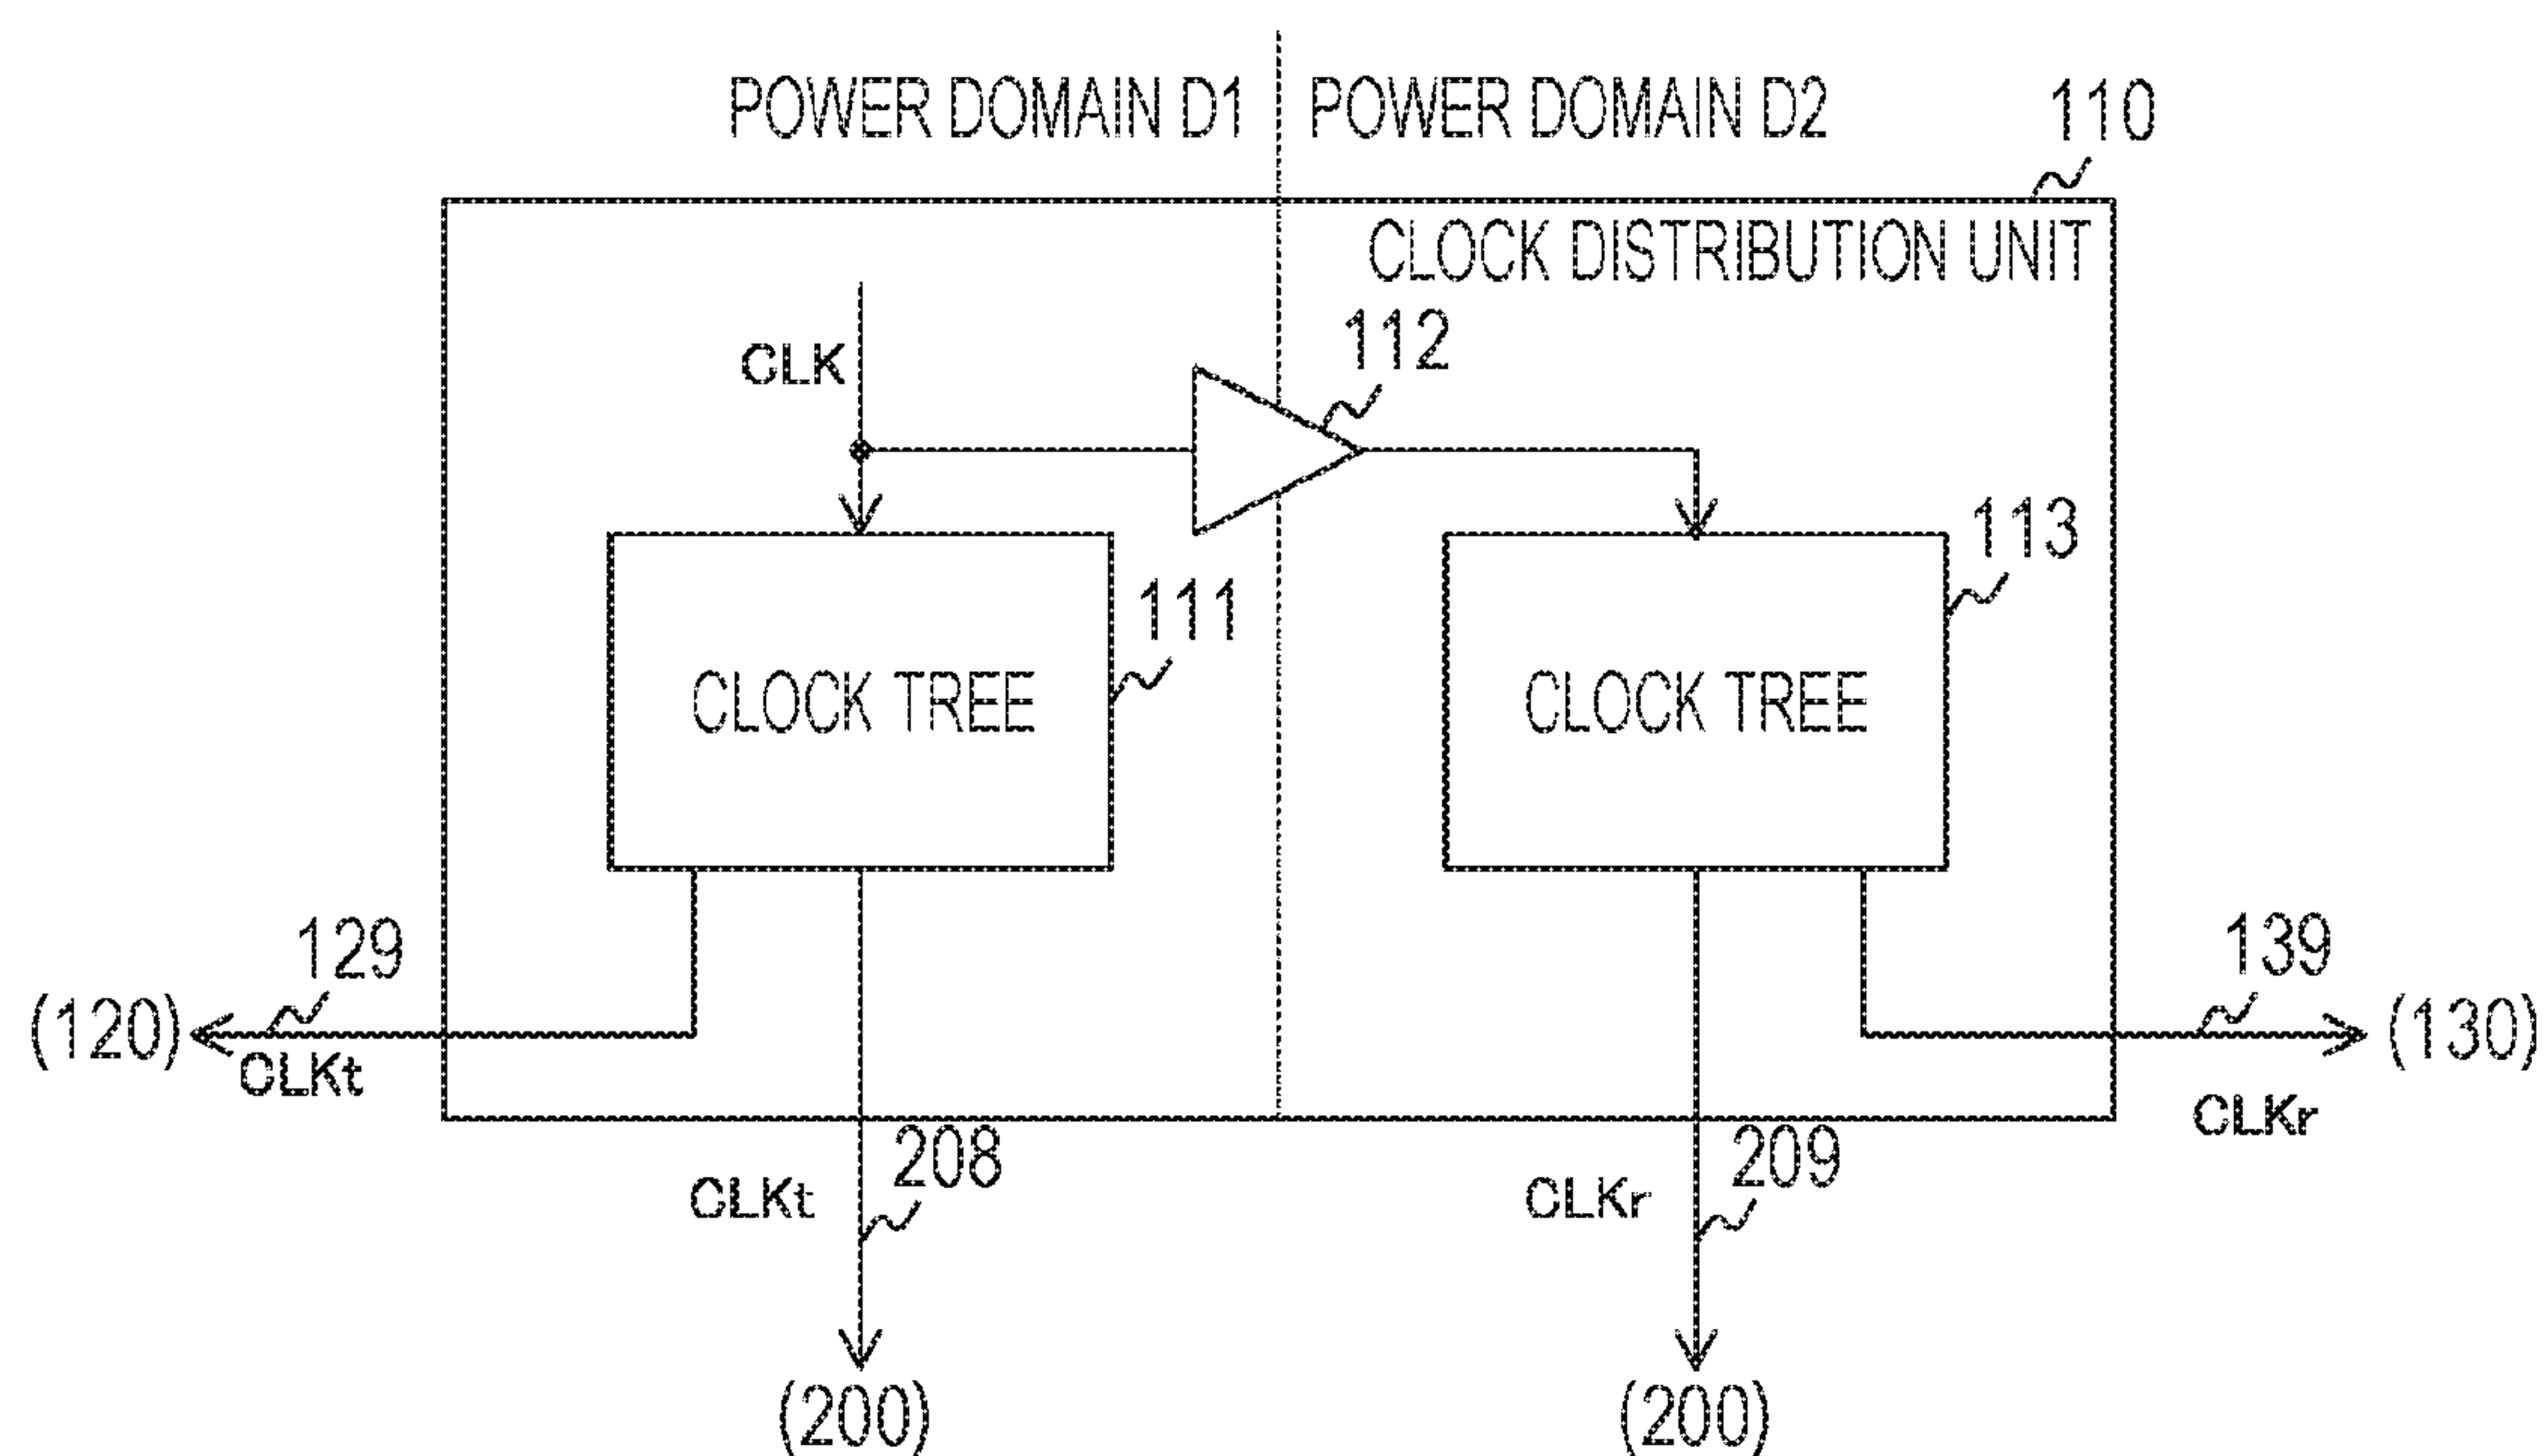 POWER DOMAIN D1
POWER DOMAIN D2
110
CLOCK DISTRIBUTION UNIT
CLK
112
113
111
CLOCK TREE
CLOCK TREE
129
139
(120)
(130)
CLKt
CLKr
208
209
CLKt
CLKr
(200)
(200)